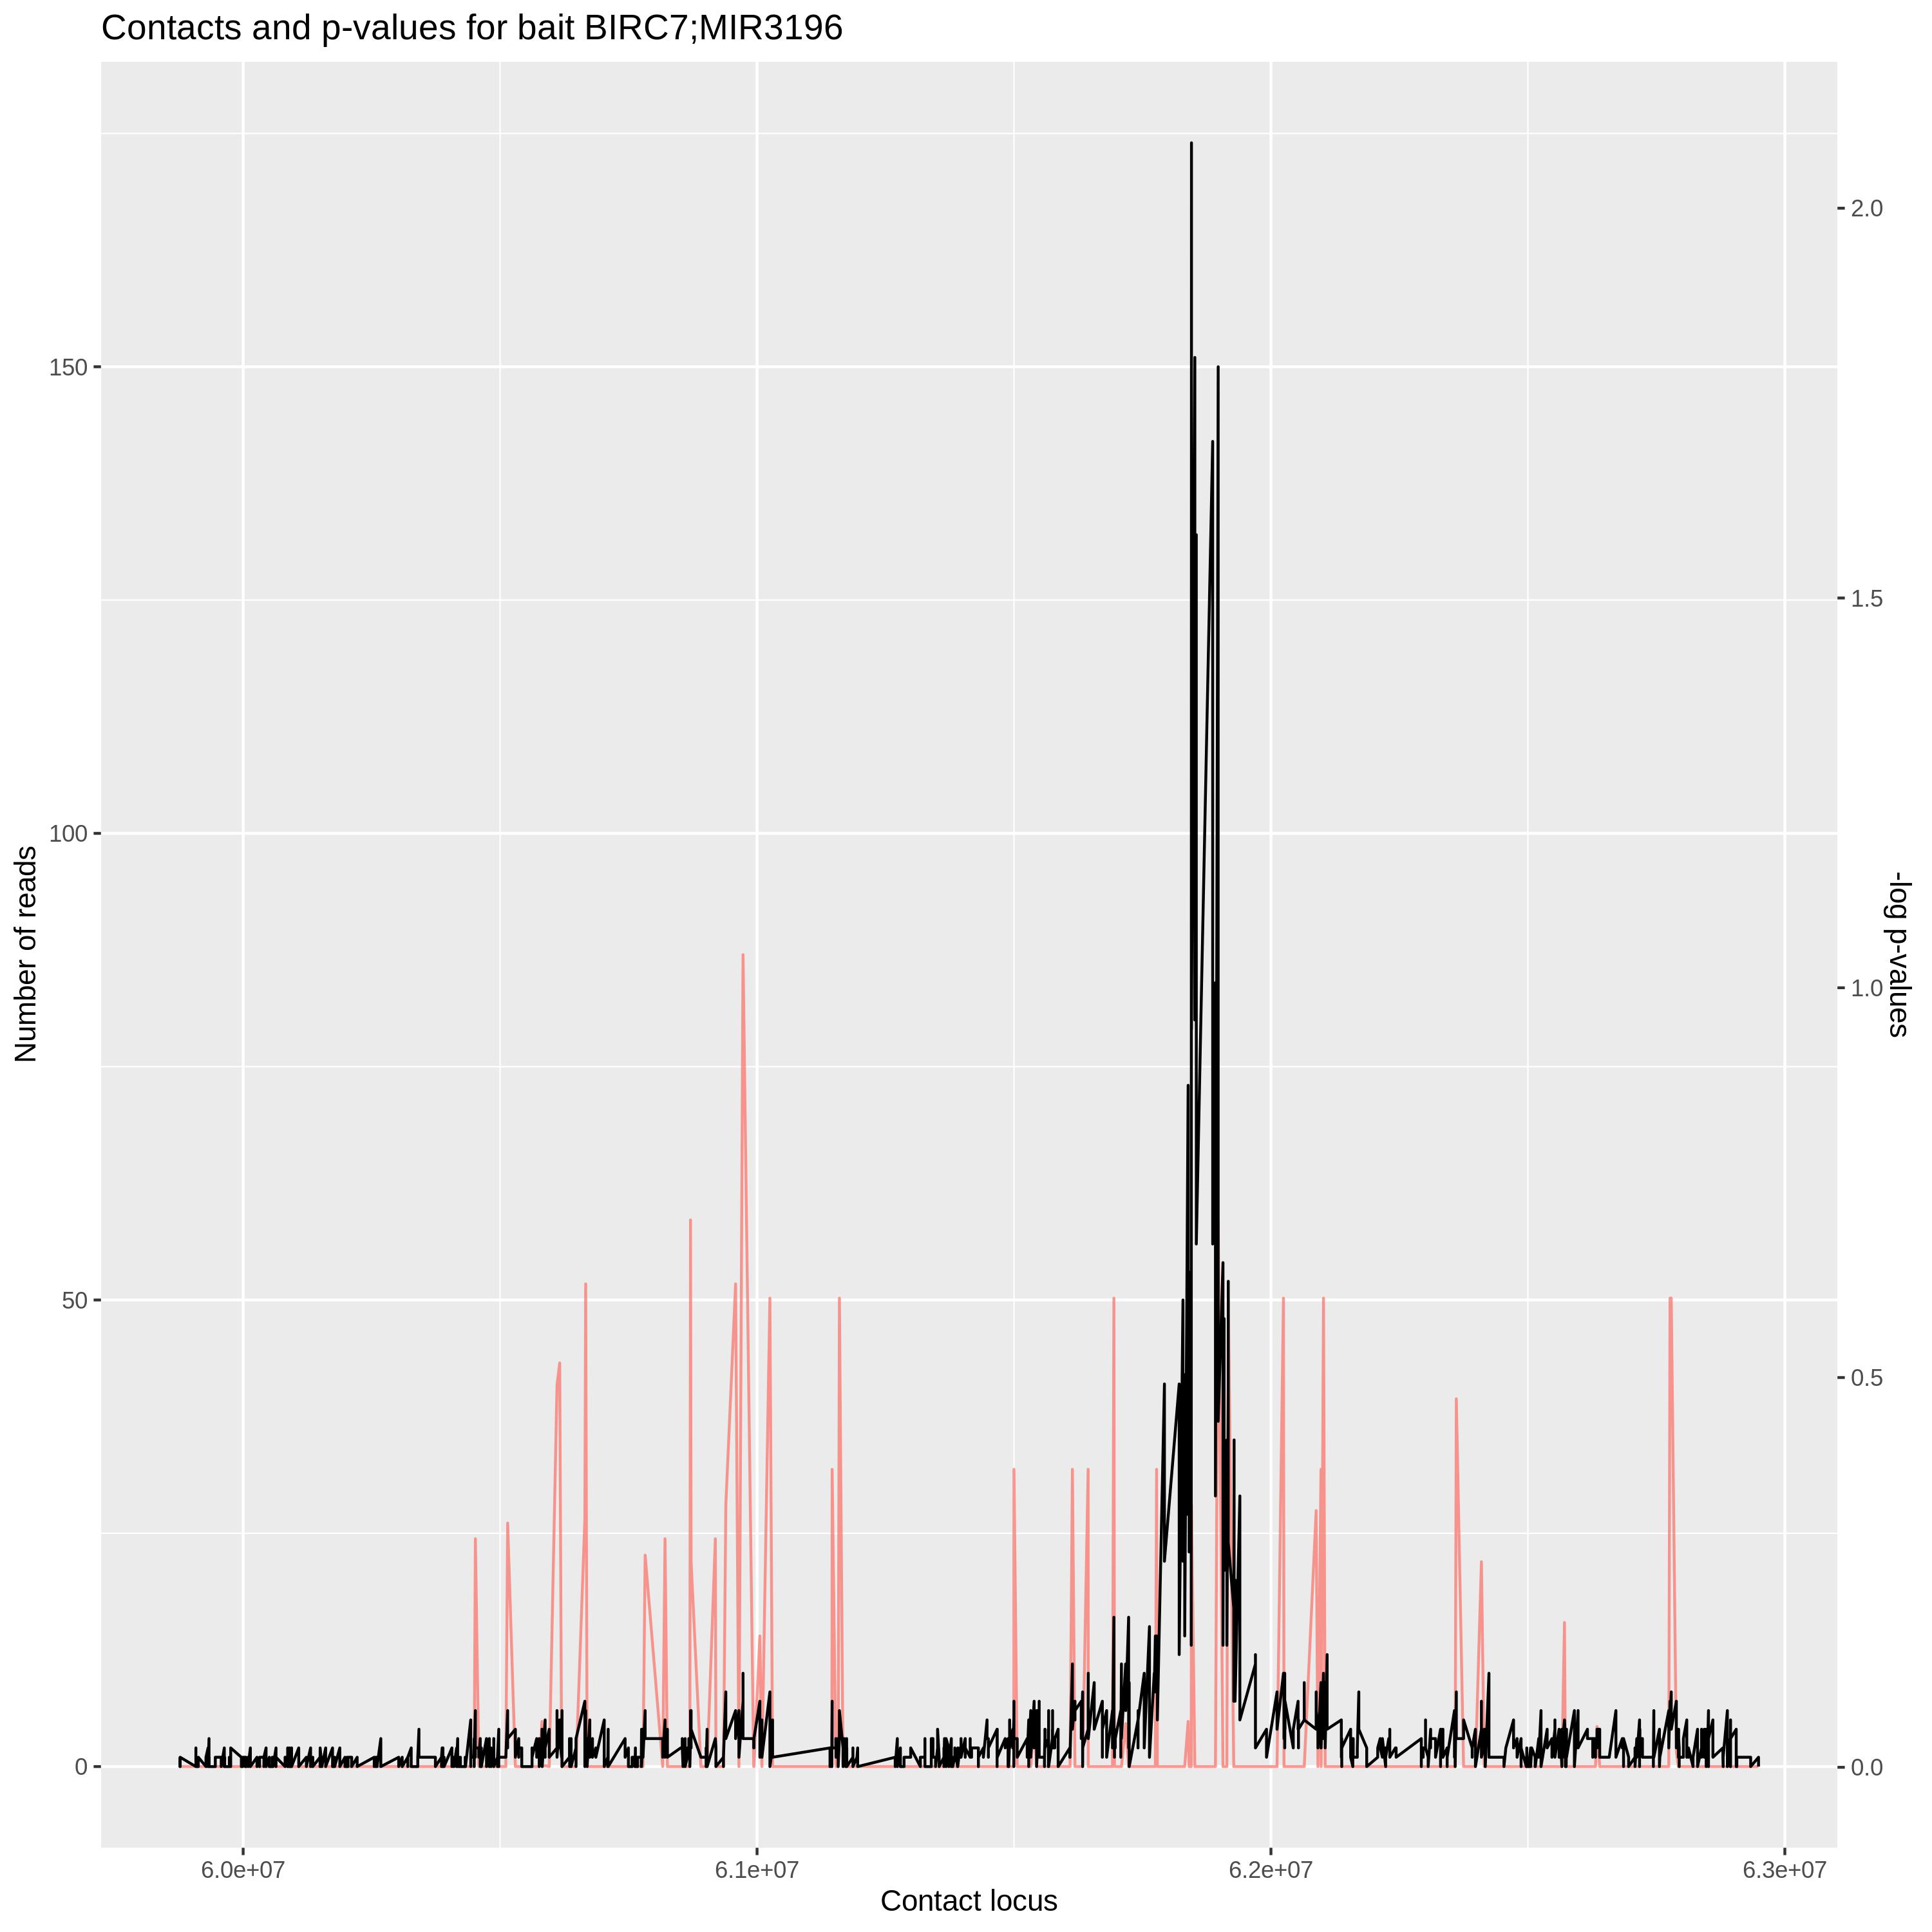 Contacts and p-values for bait BIRC7;MIR3196
Number of reads
150
100
50
0
2.0
1.5
1.0
0.5
0.0
-log p-values
6.0e+07 6.1e+07 6.2e+07 6.3e+07
Contact locus